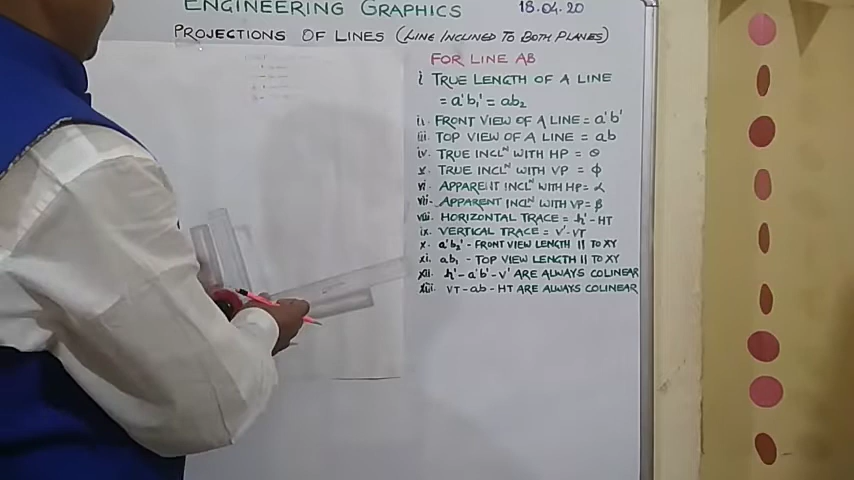 ENGINEERING GRAPHICS 18.04.20
PROJECTIONS OF LINES (LINE INCLINED TO BOTH PLANES)
FOR LINE AB
i TRUE LENGTH OF A LINE
= a'b₁' = ab₂
ii. FRONT VIEW OF A LINE = a'b'
iii. TOP VIEW OF A LINE = ab
iv. TRUE INCLᴺ WITH HP = θ
v. TRUE INCLᴺ WITH VP = ϕ
vi. APPARENT INCLᴺ WITH HP = α
vii. APPARENT INCLᴺ WITH VP = β
viii. HORIZONTAL TRACE = h'-HT
ix. VERTICAL TRACE = v'-VT
x. a'b₂' - FRONT VIEW LENGTH || TO XY
xi. ab₁ - TOP VIEW LENGTH || TO XY
xii. h'-a'b'-v' ARE ALWAYS COLINEAR
xiii. VT-ab-HT ARE ALWAYS COLINEAR